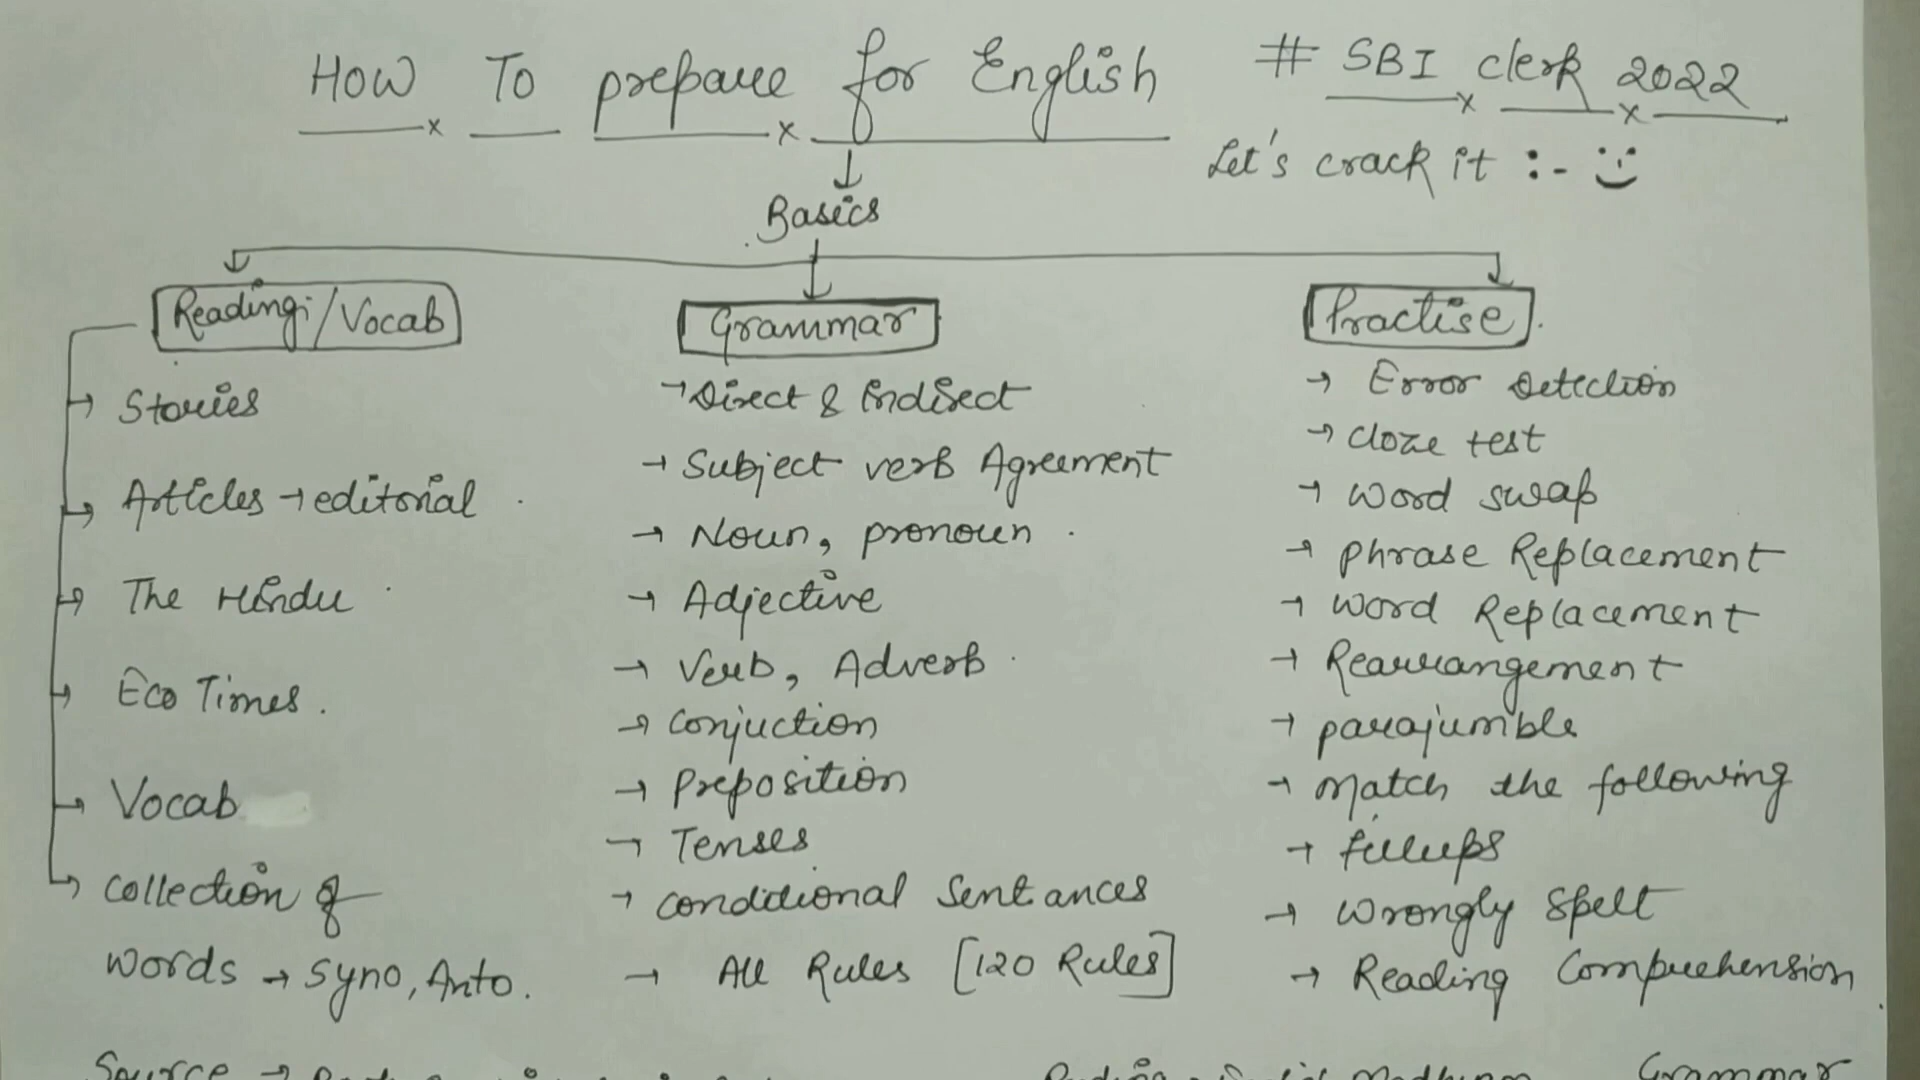 How To prepare for English # SBI clerk 2022
Let's crack it :-
Basics
Reading/Vocab
→ Stories
→ Articles → editorial
→ The Hindu
→ Eco Times.
→ Vocab
→ collection of
words → Syno, Anto.
Grammar
→ Direct & Indirect
→ Subject verb Agreement
→ Noun, pronoun
→ Adjective
→ Verb, Adverb
→ Conjuction
→ Preposition
→ Tenses
→ conditional Sentances
→ All Rules [120 Rules]
Practise
→ Error Detection
→ Cloze test
→ Word swap
→ Phrase Replacement
→ Word Replacement
→ Rearrangement
→ parajumble
→ Match the following
→ fillups
→ Wrongly Spelt
→ Reading Comprehension
Source →
Grammar